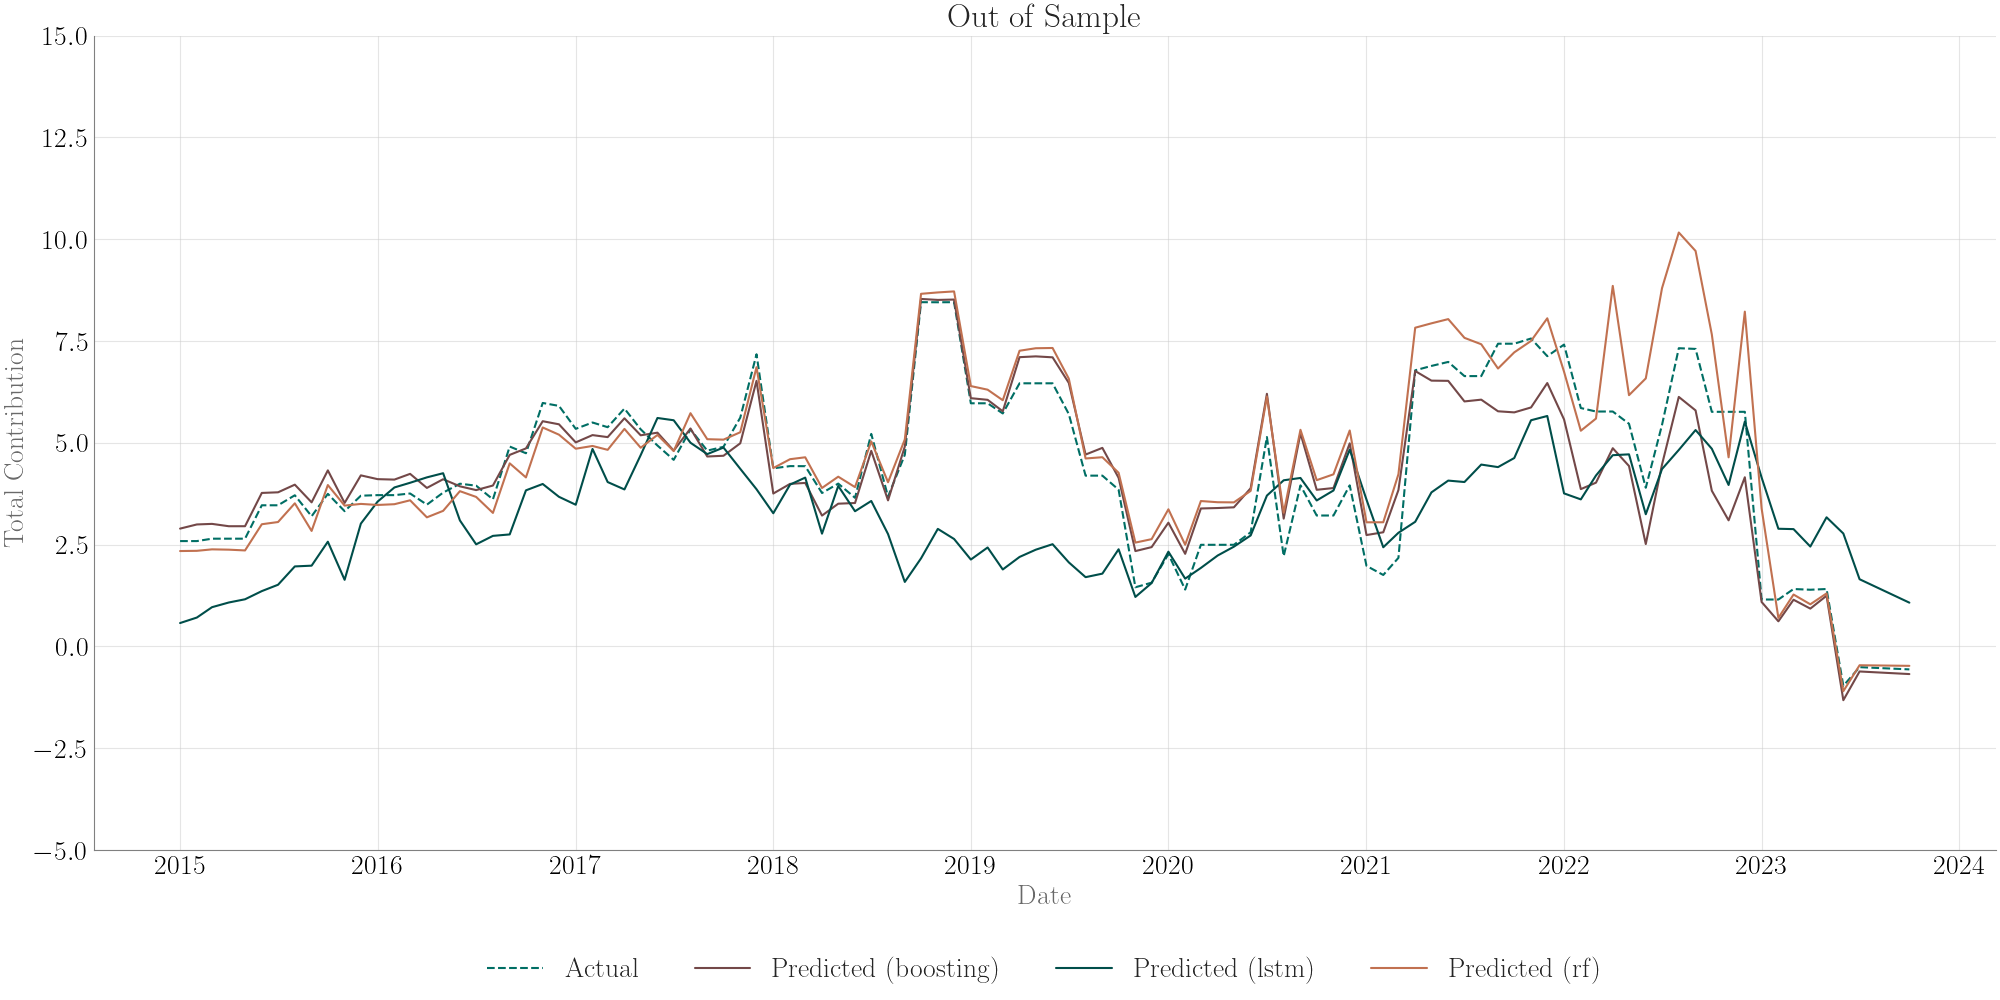 Out of Sample
15.0
12.5
10.0
7.5
5.0
2.5
0.0
−2.5
−5.0
Total Contribution
2015 2016 2017 2018 2019 2020 2021 2022 2023 2024
Date
Actual Predicted (boosting) Predicted (lstm) Predicted (rf)